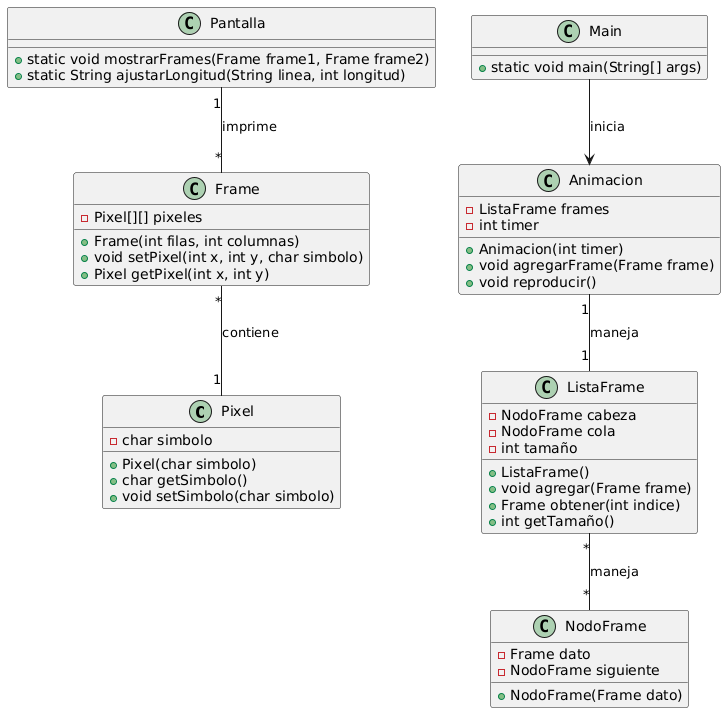 C Pantalla
static void mostrarFrames(Frame frame1, Frame frame2)
static String ajustarLongitud(String linea, int longitud)
C Main
static void main(String[] args)
1
imprime
*
inicia
C Frame
Pixel[][] pixeles
Frame(int filas, int columnas)
void setPixel(int x, int y, char simbolo)
Pixel getPixel(int x, int y)
C Animacion
ListaFrame frames
int timer
Animacion(int timer)
void agregarFrame(Frame frame)
void reproducir()
*
contiene
1
1
maneja
1
C Pixel
char simbolo
Pixel(char simbolo)
char getSimbolo()
void setSimbolo(char simbolo)
C ListaFrame
NodoFrame cabeza
NodoFrame cola
int tamaño
ListaFrame()
void agregar(Frame frame)
Frame obtener(int indice)
int getTamaño()
*
maneja
*
C NodoFrame
Frame dato
NodoFrame siguiente
NodoFrame(Frame dato)